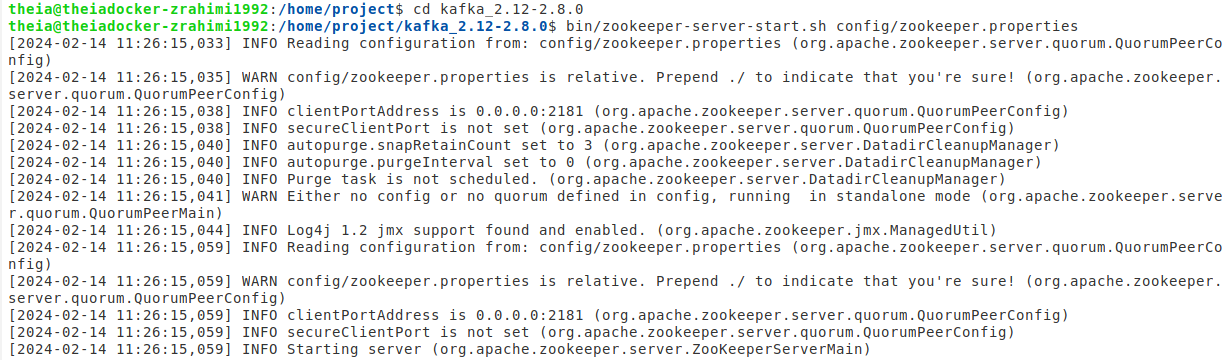 theia@theiadocker-zrahimi1992:/home/project$ cd kafka_2.12-2.8.0
theia@theiadocker-zrahimi1992:/home/project/kafka_2.12-2.8.0$ bin/zookeeper-server-start.sh config/zookeeper.properties
[2024-02-14 11:26:15,033] INFO Reading configuration from: config/zookeeper.properties (org.apache.zookeeper.server.quorum.QuorumPeerCo
nfig)
[2024-02-14 11:26:15,035] WARN config/zookeeper.properties is relative. Prepend ./ to indicate that you're sure! (org.apache.zookeeper.
server.quorum.QuorumPeerConfig)
[2024-02-14 11:26:15,038] INFO clientPortAddress is 0.0.0.0:2181 (org.apache.zookeeper.server.quorum.QuorumPeerConfig)
[2024-02-14 11:26:15,038] INFO secureClientPort is not set (org.apache.zookeeper.server.quorum.QuorumPeerConfig)
[2024-02-14 11:26:15,040] INFO autopurge.snapRetainCount set to 3 (org.apache.zookeeper.server.DatadirCleanupManager)
[2024-02-14 11:26:15,040] INFO autopurge.purgeInterval set to 0 (org.apache.zookeeper.server.DatadirCleanupManager)
[2024-02-14 11:26:15,040] INFO Purge task is not scheduled. (org.apache.zookeeper.server.DatadirCleanupManager)
[2024-02-14 11:26:15,041] WARN Either no config or no quorum defined in config, running  in standalone mode (org.apache.zookeeper.serve
r.quorum.QuorumPeerMain)
[2024-02-14 11:26:15,044] INFO Log4j 1.2 jmx support found and enabled. (org.apache.zookeeper.jmx.ManagedUtil)
[2024-02-14 11:26:15,059] INFO Reading configuration from: config/zookeeper.properties (org.apache.zookeeper.server.quorum.QuorumPeerCo
nfig)
[2024-02-14 11:26:15,059] WARN config/zookeeper.properties is relative. Prepend ./ to indicate that you're sure! (org.apache.zookeeper.
server.quorum.QuorumPeerConfig)
[2024-02-14 11:26:15,059] INFO clientPortAddress is 0.0.0.0:2181 (org.apache.zookeeper.server.quorum.QuorumPeerConfig)
[2024-02-14 11:26:15,059] INFO secureClientPort is not set (org.apache.zookeeper.server.quorum.QuorumPeerConfig)
[2024-02-14 11:26:15,059] INFO Starting server (org.apache.zookeeper.server.ZooKeeperServerMain)